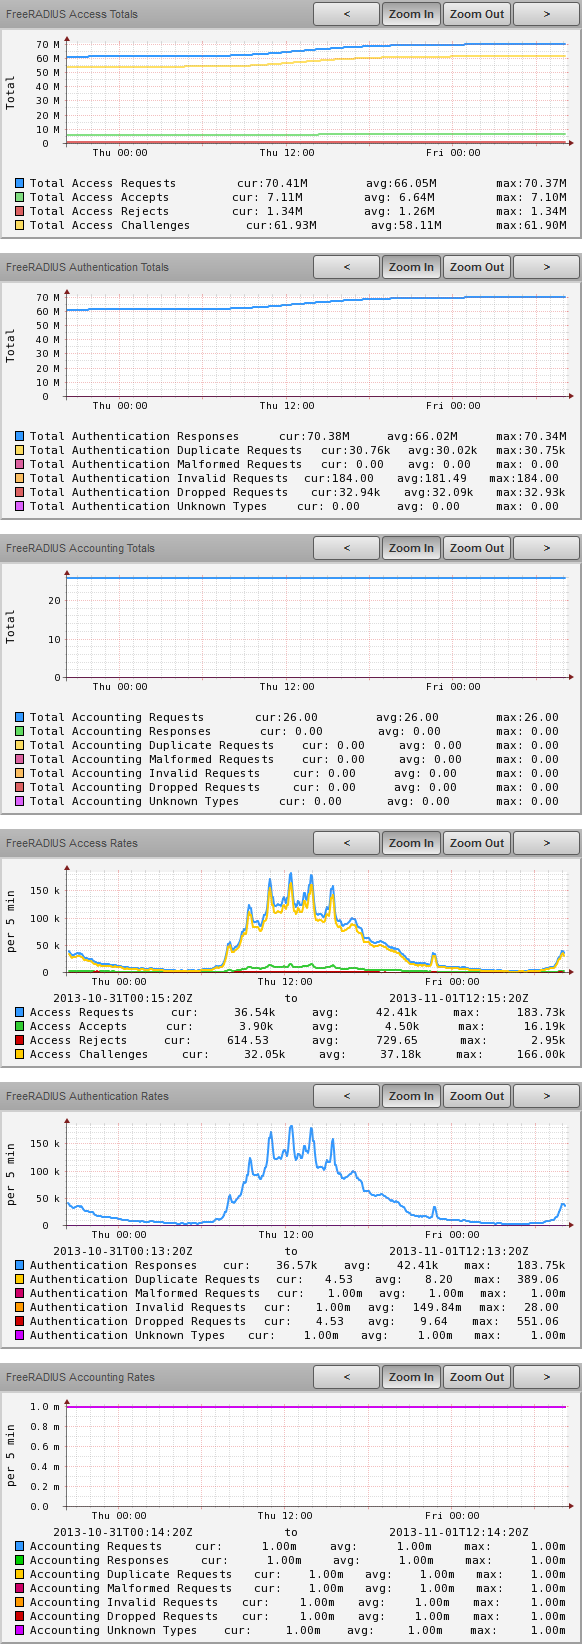 FreeRADIUS Access Totals < Zoom In Zoom Out >
70 M
60 M
50 M
40 M
30 M
20 M
10 M
0
Total
Thu 00:00 Thu 12:00 Fri 00:00
Total Access Requests cur:70.41M avg:66.05M max:70.37M
Total Access Accepts cur: 7.11M avg: 6.64M max: 7.10M
Total Access Rejects cur: 1.34M avg: 1.26M max: 1.34M
Total Access Challenges cur:61.93M avg:58.11M max:61.90M
FreeRADIUS Authentication Totals < Zoom In Zoom Out >
70 M
60 M
50 M
40 M
30 M
20 M
10 M
0
Total
Thu 00:00 Thu 12:00 Fri 00:00
Total Authentication Responses cur:70.38M avg:66.02M max:70.34M
Total Authentication Duplicate Requests cur:30.76k avg:30.02k max:30.75k
Total Authentication Malformed Requests cur: 0.00 avg: 0.00 max: 0.00
Total Authentication Invalid Requests cur:184.00 avg:181.49 max:184.00
Total Authentication Dropped Requests cur:32.94k avg:32.09k max:32.93k
Total Authentication Unknown Types cur: 0.00 avg: 0.00 max: 0.00
FreeRADIUS Accounting Totals < Zoom In Zoom Out >
20
10
0
Total
Thu 00:00 Thu 12:00 Fri 00:00
Total Accounting Requests cur:26.00 avg:26.00 max:26.00
Total Accounting Responses cur: 0.00 avg: 0.00 max: 0.00
Total Accounting Duplicate Requests cur: 0.00 avg: 0.00 max: 0.00
Total Accounting Malformed Requests cur: 0.00 avg: 0.00 max: 0.00
Total Accounting Invalid Requests cur: 0.00 avg: 0.00 max: 0.00
Total Accounting Dropped Requests cur: 0.00 avg: 0.00 max: 0.00
Total Accounting Unknown Types cur: 0.00 avg: 0.00 max: 0.00
FreeRADIUS Access Rates < Zoom In Zoom Out >
150 k
100 k
50 k
0
per 5 min
Thu 00:00 Thu 12:00 Fri 00:00
2013-10-31T00:15:20Z to 2013-11-01T12:15:20Z
Access Requests cur: 36.54k avg: 42.41k max: 183.73k
Access Accepts cur: 3.90k avg: 4.50k max: 16.19k
Access Rejects cur: 614.53 avg: 729.65 max: 2.95k
Access Challenges cur: 32.05k avg: 37.18k max: 166.00k
FreeRADIUS Authentication Rates < Zoom In Zoom Out >
150 k
100 k
50 k
0
per 5 min
Thu 00:00 Thu 12:00 Fri 00:00
2013-10-31T00:13:20Z to 2013-11-01T12:13:20Z
Authentication Responses cur: 36.57k avg: 42.41k max: 183.75k
Authentication Duplicate Requests cur: 4.53 avg: 8.20 max: 389.06
Authentication Malformed Requests cur: 1.00m avg: 1.00m max: 1.00m
Authentication Invalid Requests cur: 1.00m avg: 149.84m max: 28.00
Authentication Dropped Requests cur: 4.53 avg: 9.64 max: 551.06
Authentication Unknown Types cur: 1.00m avg: 1.00m max: 1.00m
FreeRADIUS Accounting Rates < Zoom In Zoom Out >
1.0 m
0.8 m
0.6 m
0.4 m
0.2 m
0.0
per 5 min
Thu 00:00 Thu 12:00 Fri 00:00
2013-10-31T00:14:20Z to 2013-11-01T12:14:20Z
Accounting Requests cur: 1.00m avg: 1.00m max: 1.00m
Accounting Responses cur: 1.00m avg: 1.00m max: 1.00m
Accounting Duplicate Requests cur: 1.00m avg: 1.00m max: 1.00m
Accounting Malformed Requests cur: 1.00m avg: 1.00m max: 1.00m
Accounting Invalid Requests cur: 1.00m avg: 1.00m max: 1.00m
Accounting Dropped Requests cur: 1.00m avg: 1.00m max: 1.00m
Accounting Unknown Types cur: 1.00m avg: 1.00m max: 1.00m